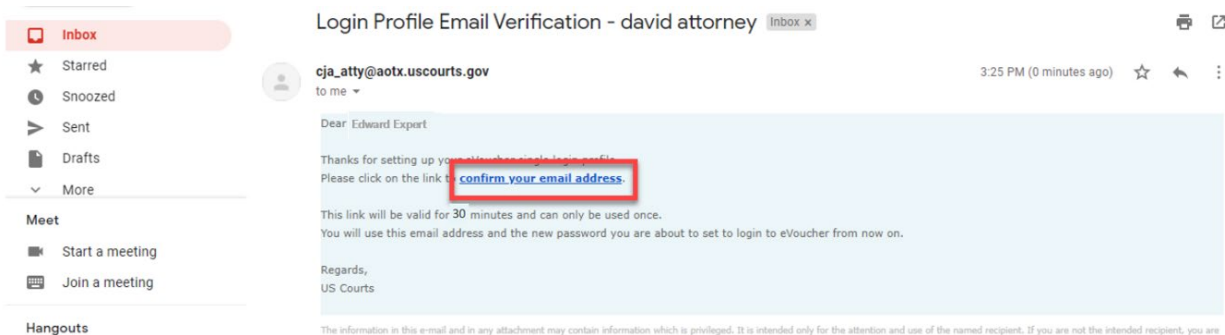 Login Profile Email Verification - david attorney Inbox x
Inbox
Starred
Snoozed
Sent
Drafts
More
Meet
Start a meeting
Join a meeting
Hangouts
cja_atty@aotx.uscourts.gov 3:25 PM (0 minutes ago)
to me
Dear Edward Expert
Thanks for setting up your eVoucher single login profile.
Please click on the link to confirm your email address.
This link will be valid for 30 minutes and can only be used once.
You will use this email address and the new password you are about to set to login to eVoucher from now on.
Regards,
US Courts
The information in this e-mail and in any attachment may contain information which is privileged. It is intended only for the attention and use of the named recipient. If you are not the intended recipient, you are